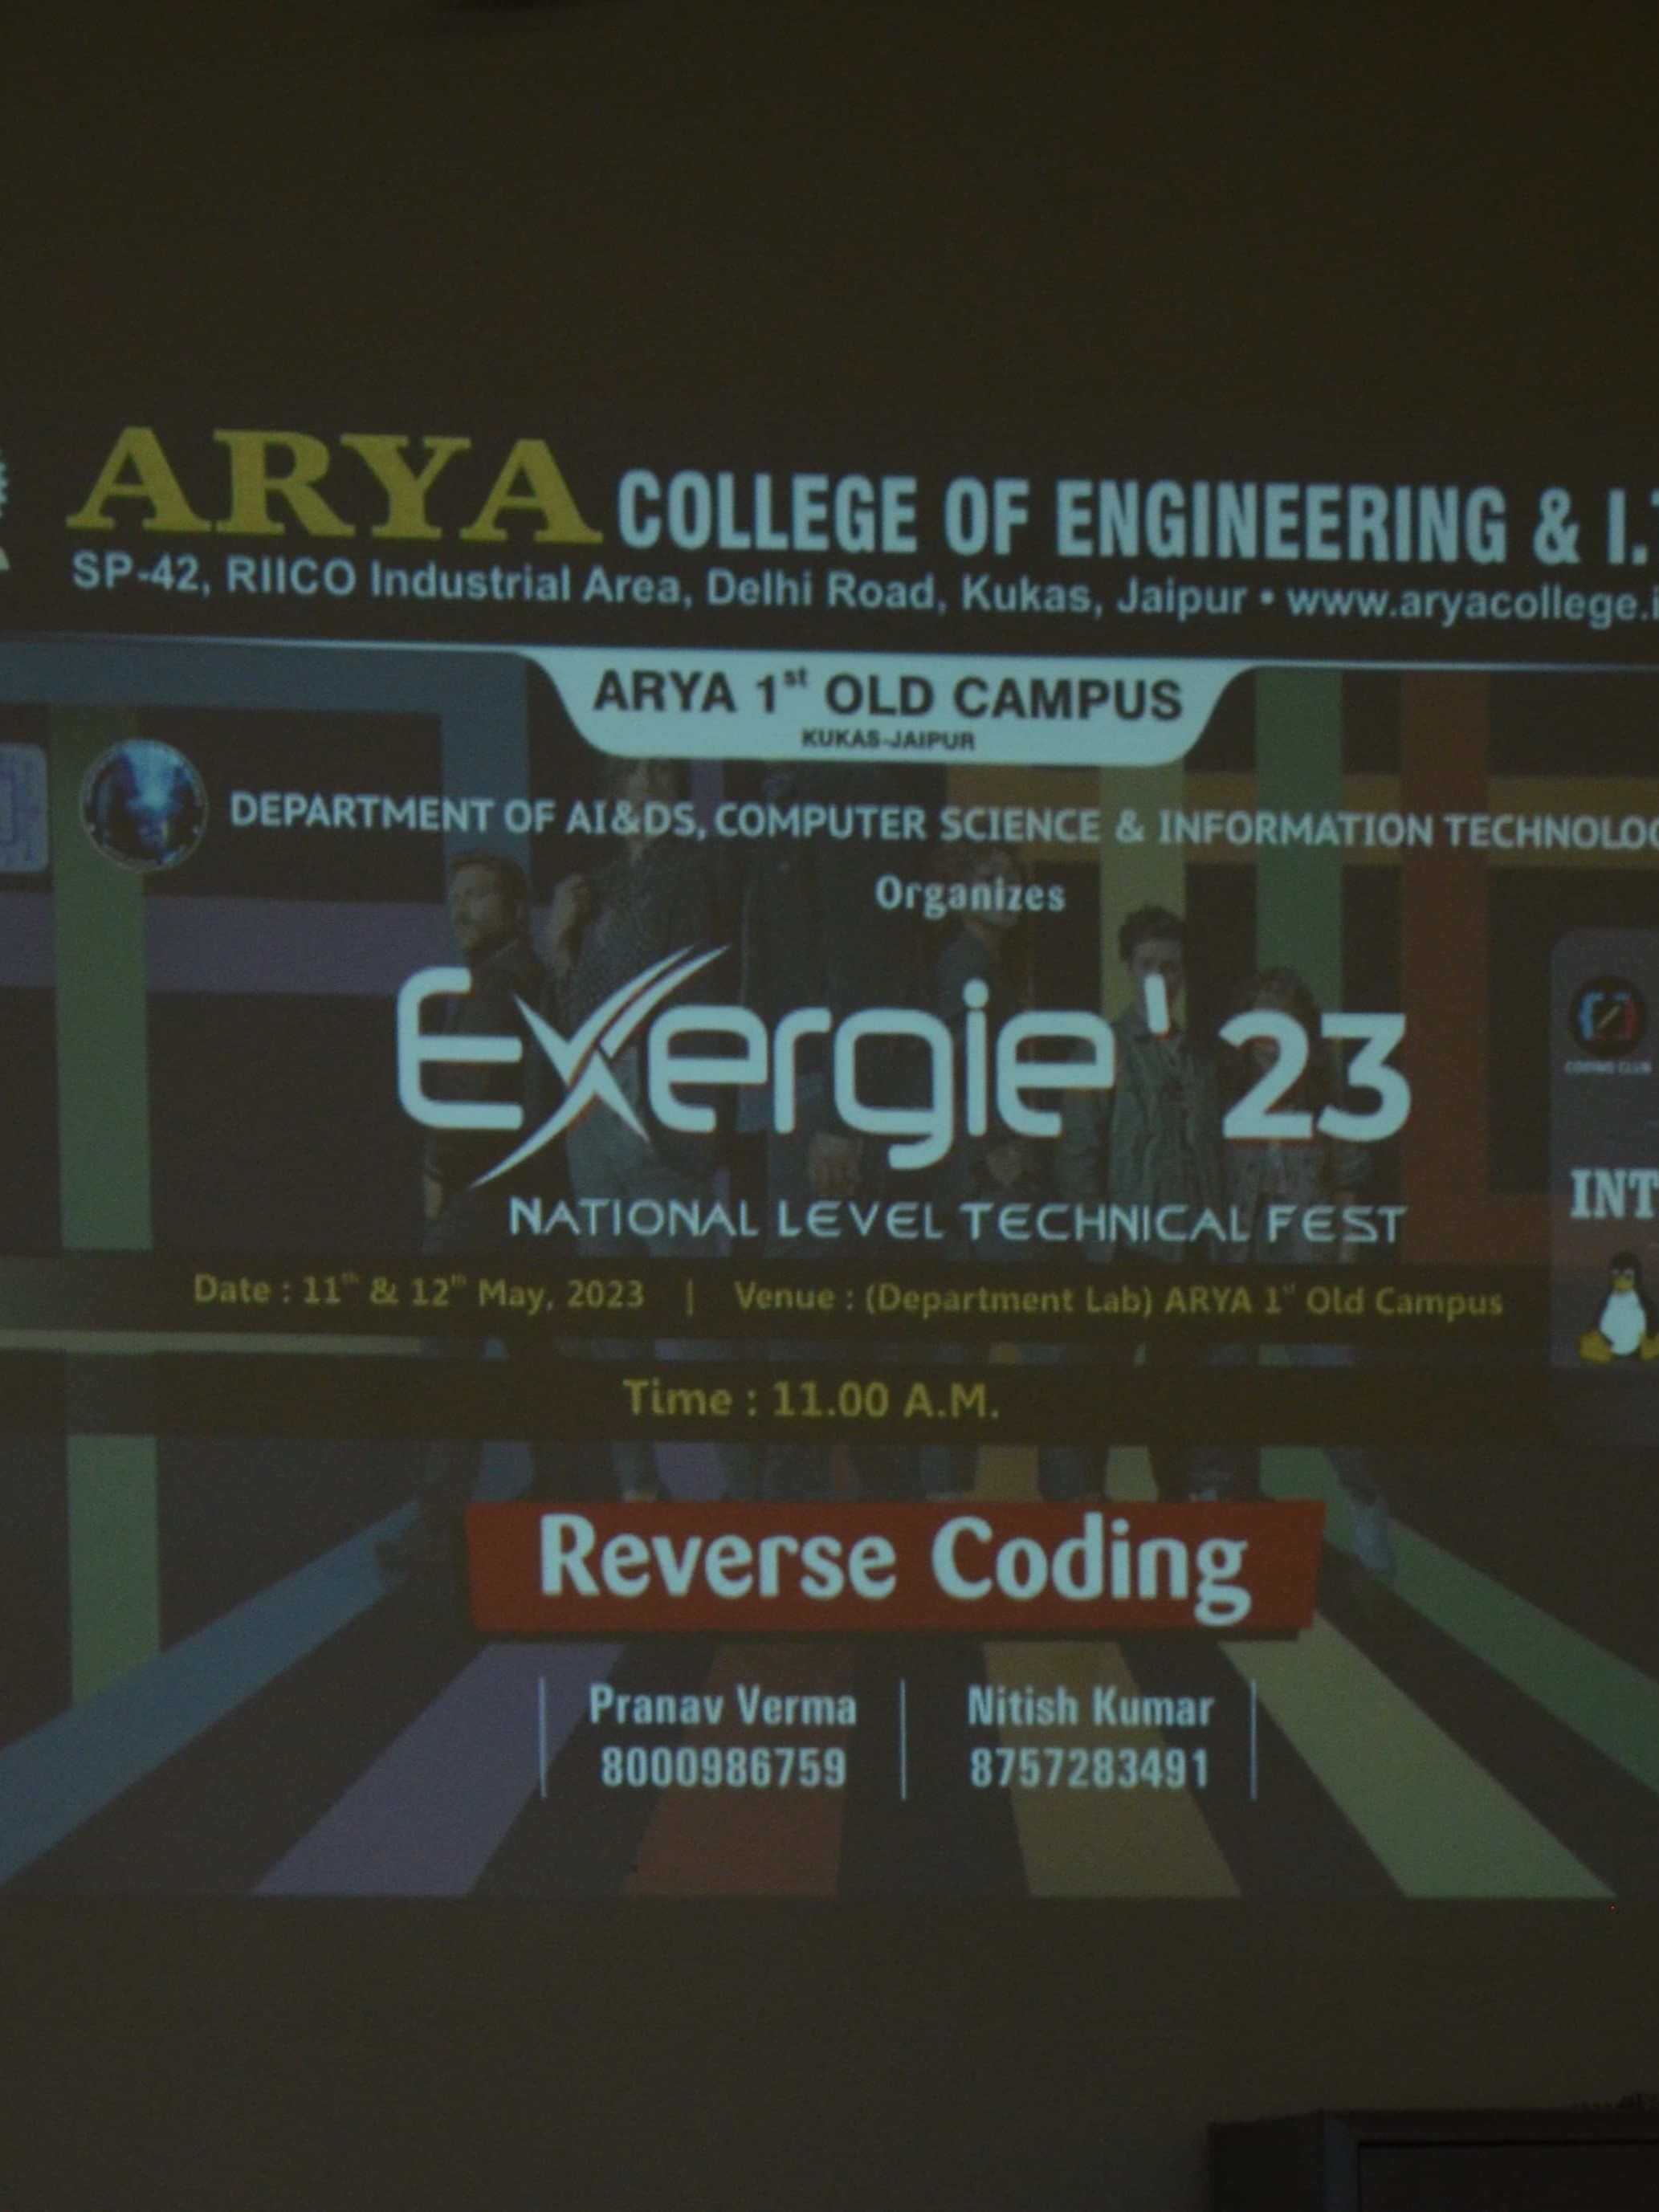 ARYA COLLEGE OF ENGINEERING & I.
SP-42, RIICO Industrial Area, Delhi Road, Kukas, Jaipur • www.aryacollege.i
ARYA 1st OLD CAMPUS
KUKAS-JAIPUR
DEPARTMENT OF AI&DS, COMPUTER SCIENCE & INFORMATION TECHNOLOG
Organizes
Exergie'23
NATIONAL LEVEL TECHNICAL FEST
CODING CLUB
INT
Date : 11th & 12th May, 2023 | Venue : (Department Lab) ARYA 1st Old Campus
Time : 11.00 A.M.
Reverse Coding
Pranav Verma | Nitish Kumar
8000986759 | 8757283491